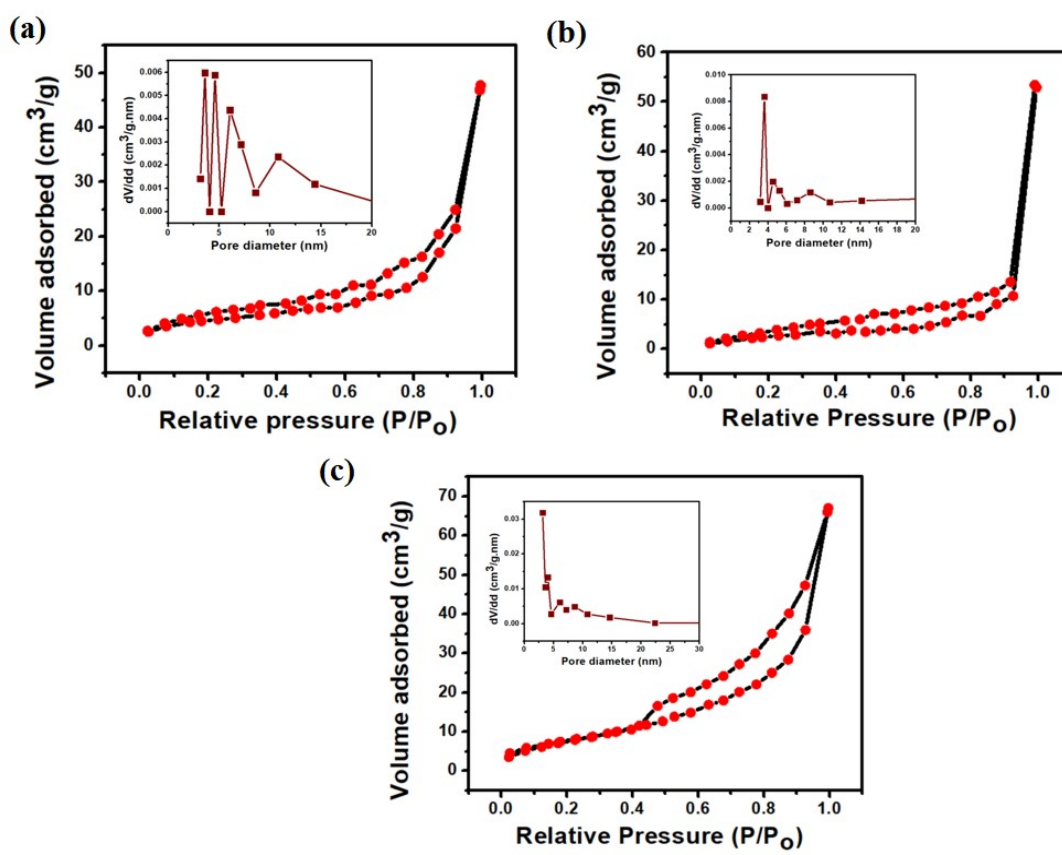 (a)
Volume adsorbed (cm³/g)
50
40
30
20
10
0
0.0 0.2 0.4 0.6 0.8 1.0
Relative pressure (P/Po)
dV/dd (cm³/g.nm)
0.006
0.005
0.004
0.003
0.002
0.001
0.000
0 5 10 15 20
Pore diameter (nm)
(b)
Volume adsorbed (cm³/g)
60
50
40
30
20
10
0
0.0 0.2 0.4 0.6 0.8 1.0
Relative Pressure (P/Po)
dV/dd (cm³/g.nm)
0.010
0.008
0.006
0.004
0.002
0.000
0 2 4 6 8 10 12 14 16 18 20
Pore diameter (nm)
(c)
Volume adsorbed (cm³/g)
70
60
50
40
30
20
10
0
0.0 0.2 0.4 0.6 0.8 1.0
Relative Pressure (P/Po)
dV/dd (cm³/g.nm)
0.03
0.02
0.01
0.00
0 5 10 15 20 25 30
Pore diameter (nm)